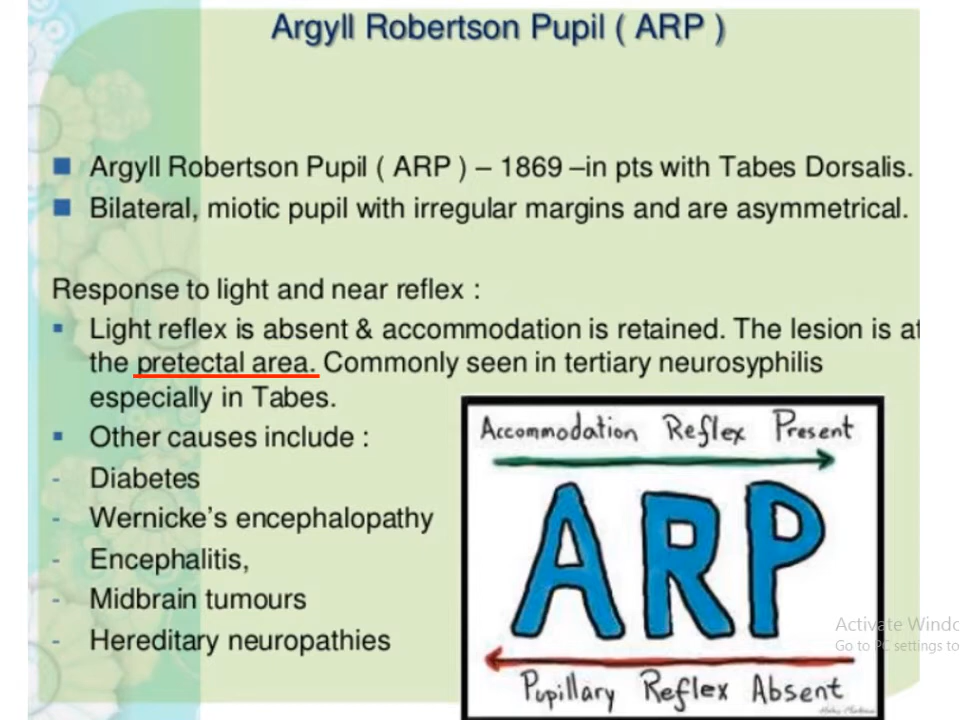 Argyll Robertson Pupil ( ARP )
Argyll Robertson Pupil ( ARP ) – 1869 –in pts with Tabes Dorsalis.
Bilateral, miotic pupil with irregular margins and are asymmetrical.
Response to light and near reflex :
Light reflex is absent & accommodation is retained. The lesion is at
the pretectal area. Commonly seen in tertiary neurosyphilis
especially in Tabes.
Other causes include :
- Diabetes
- Wernicke’s encephalopathy
- Encephalitis,
- Midbrain tumours
- Hereditary neuropathies
Accommodation Reflex Present
ARP
Pupillary Reflex Absent
Activate Windo
Go to PC settings to